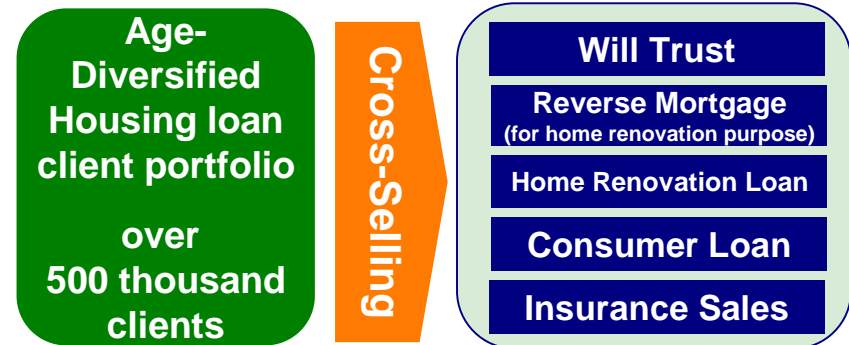 Age-
Diversified
Housing loan
client portfolio
over
500 thousand
clients
Cross-Selling
Will Trust
Reverse Mortgage
(for home renovation purpose)
Home Renovation Loan
Consumer Loan
Insurance Sales